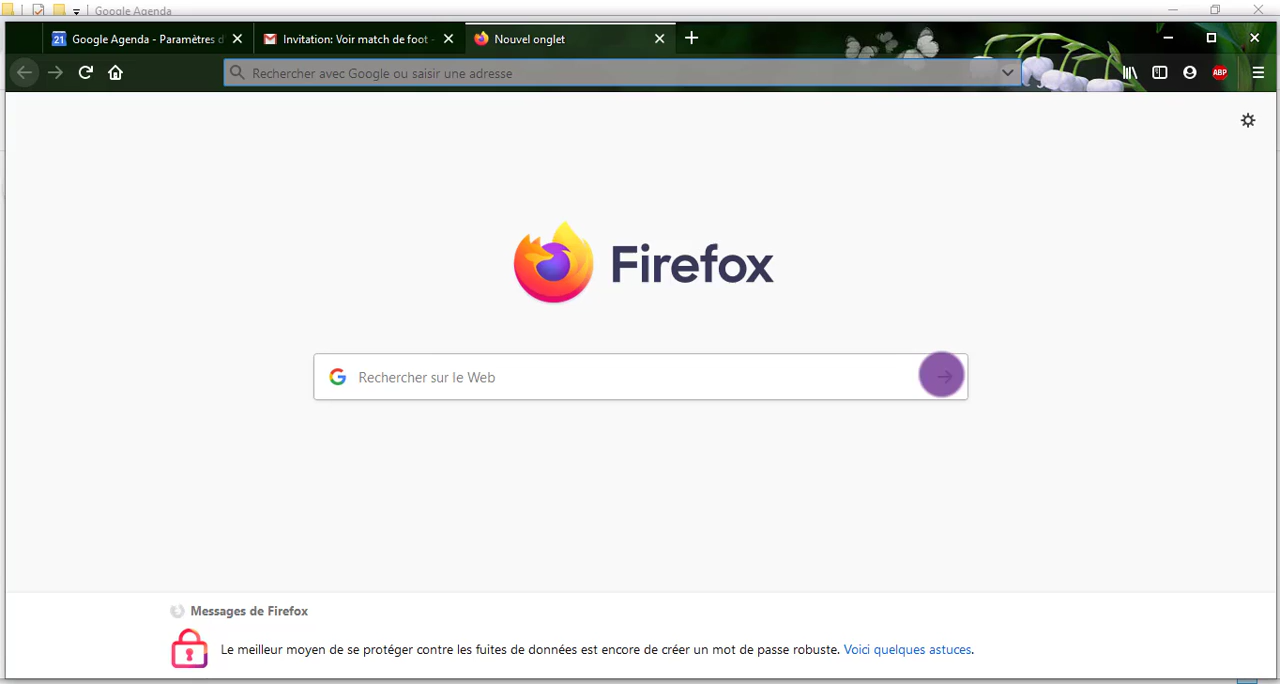 Google Agenda
21 Google Agenda - Paramètres d
Invitation: Voir match de foot -
Nouvel onglet
Rechercher avec Google ou saisir une adresse
ABP
Firefox
Rechercher sur le Web
Messages de Firefox
Le meilleur moyen de se protéger contre les fuites de données est encore de créer un mot de passe robuste. Voici quelques astuces.